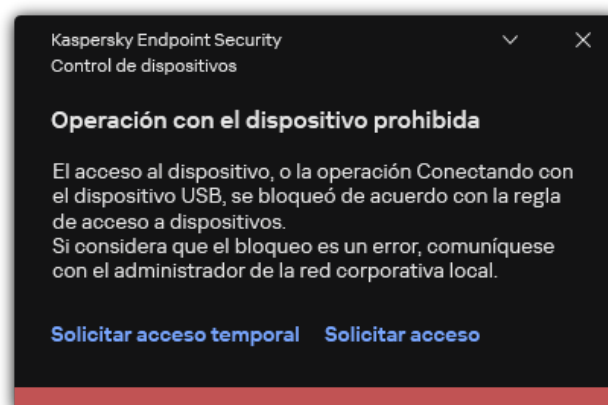 Kaspersky Endpoint Security
Control de dispositivos
Operación con el dispositivo prohibida
El acceso al dispositivo, o la operación Conectando con
el dispositivo USB, se bloqueó de acuerdo con la regla
de acceso a dispositivos.
Si considera que el bloqueo es un error, comuníquese
con el administrador de la red corporativa local.
Solicitar acceso temporal Solicitar acceso